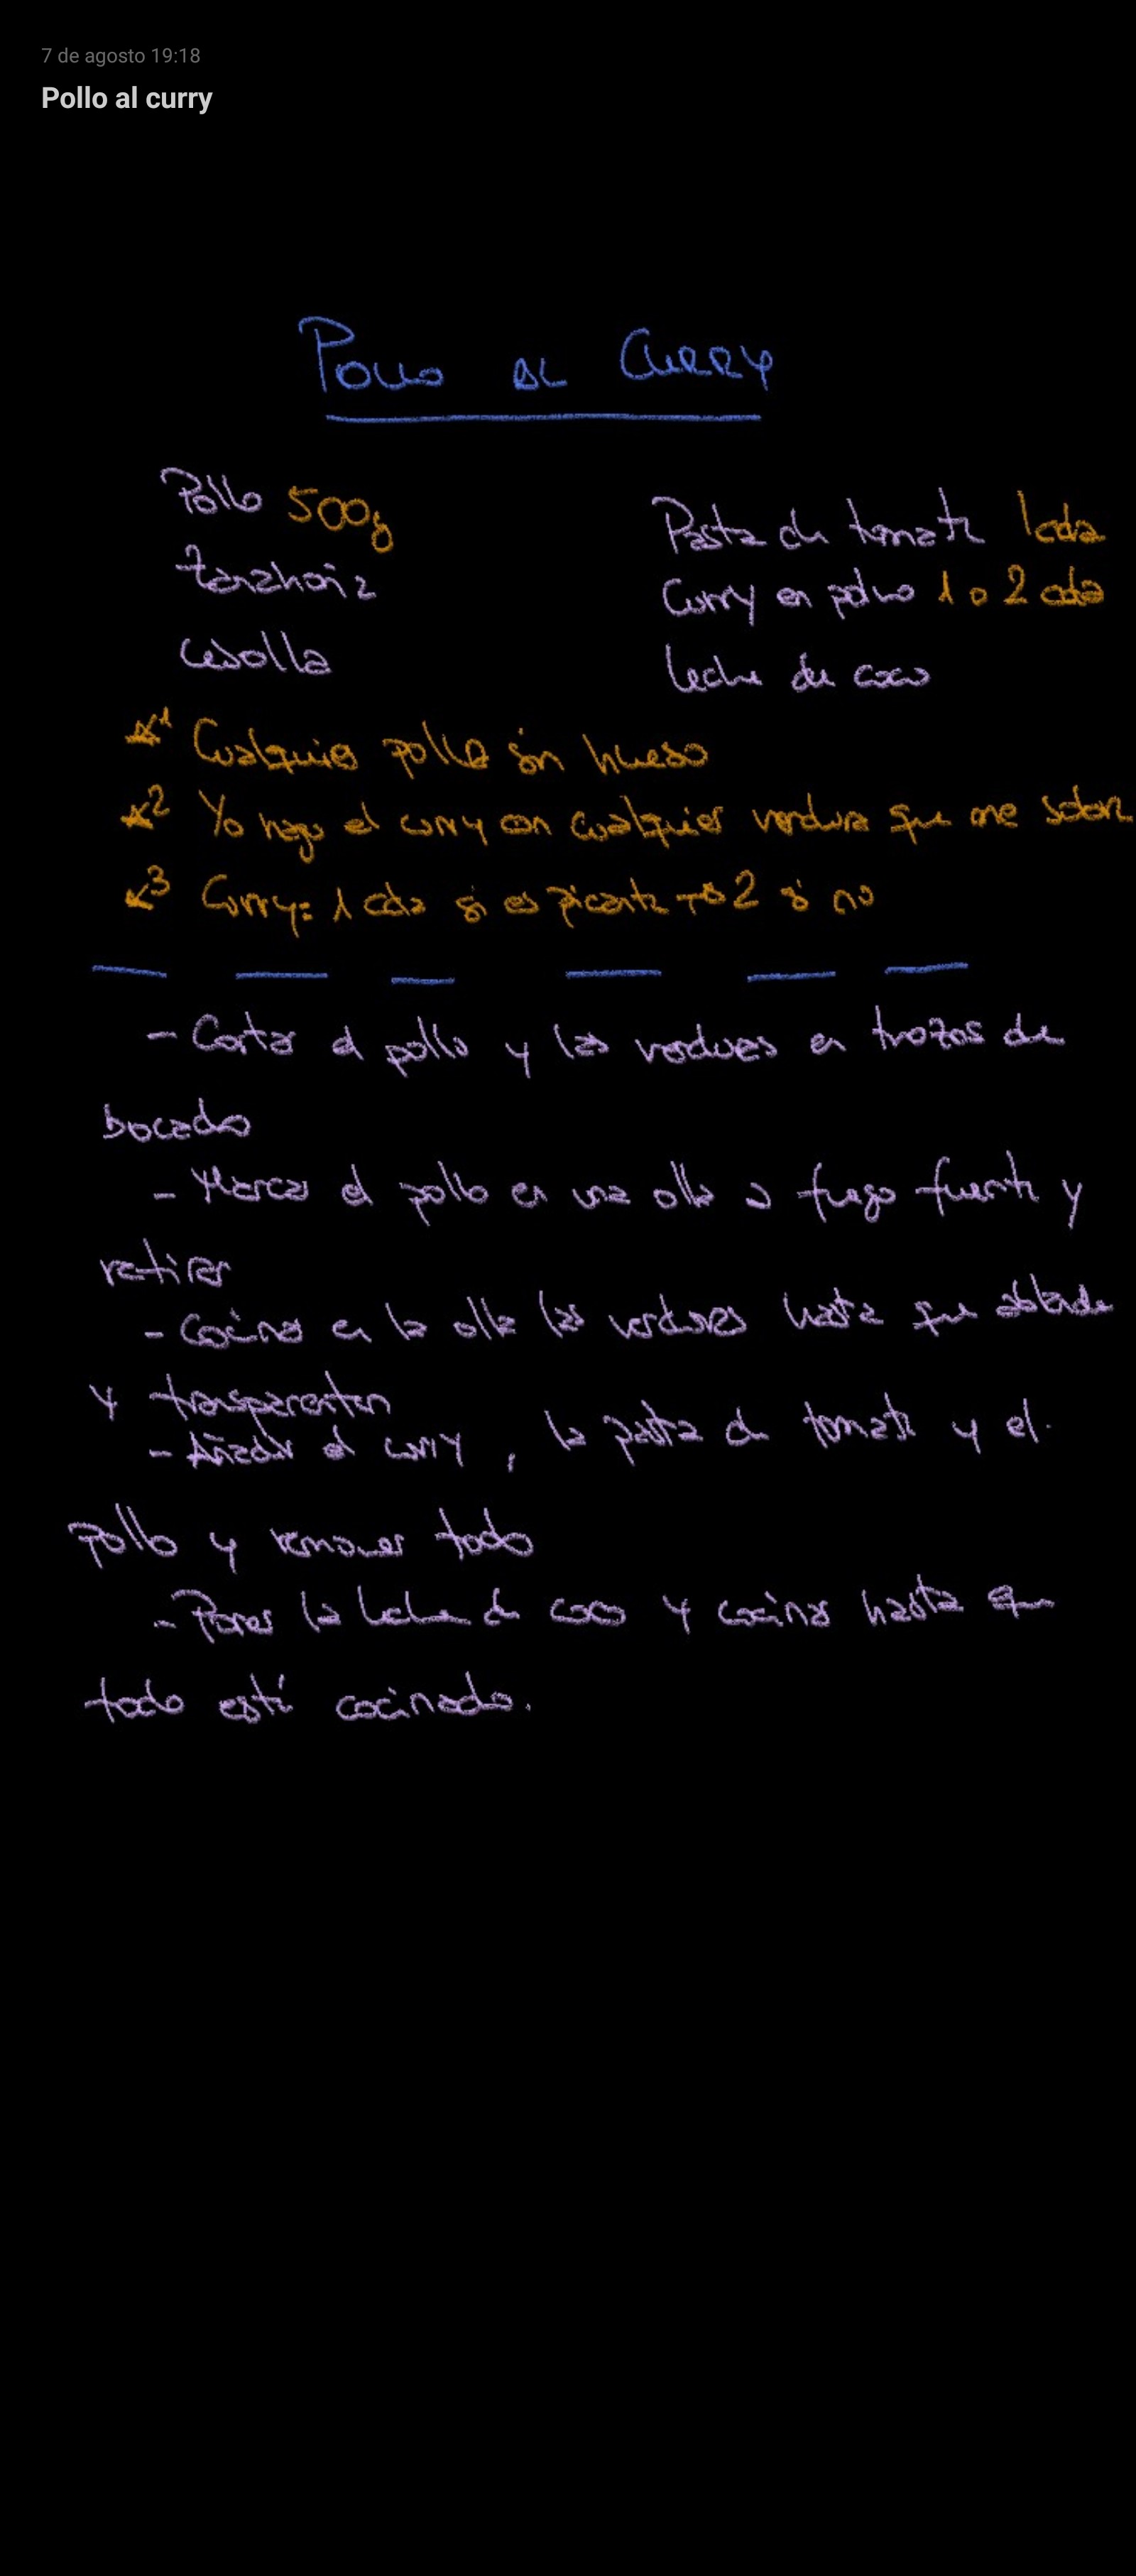 7 de agosto 19:18
Pollo al curry
POLLO AL CURRY
Pollo 500g
Pasta de tomate 1cda
Zanahoria
Curry en polvo 1 o 2 cda
Cebolla
Leche de coco
*1 Cualquier pollo sin hueso
*2 Yo hago el curry con cualquier verdura que me sobre
*3 Curry: 1 cda si es picante → 2 si no
- Cortar el pollo y las verduras en trozos de
bocado
- Marcar el pollo en una olla a fuego fuerte y
retirar
- Cocinar en la olla las verduras hasta que ablande
y transparenten
- Añadir el curry, la pasta de tomate y el
pollo y remover todo
- Poner la leche de coco y cocinar hasta que
todo esté cocinado.